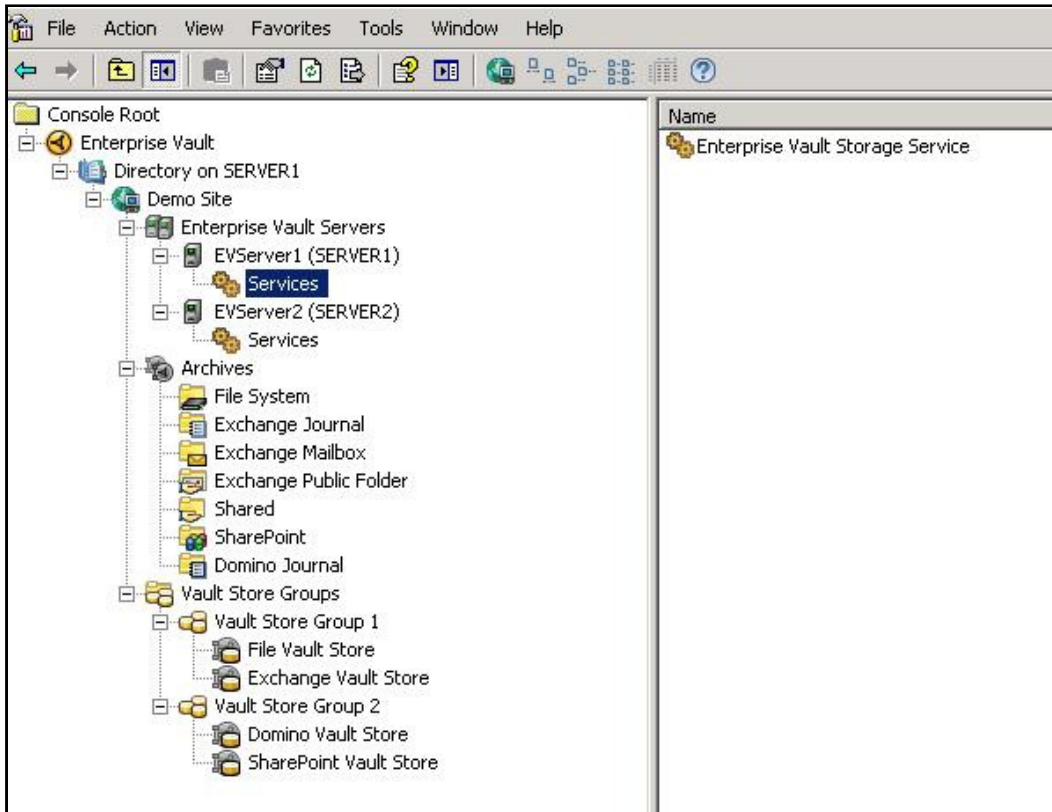 File Action View Favorites Tools Window Help
Console Root
Enterprise Vault
Directory on SERVER1
Demo Site
Enterprise Vault Servers
EVServer1 (SERVER1)
Services
EVServer2 (SERVER2)
Services
Archives
File System
Exchange Journal
Exchange Mailbox
Exchange Public Folder
Shared
SharePoint
Domino Journal
Vault Store Groups
Vault Store Group 1
File Vault Store
Exchange Vault Store
Vault Store Group 2
Domino Vault Store
SharePoint Vault Store
Name
Enterprise Vault Storage Service